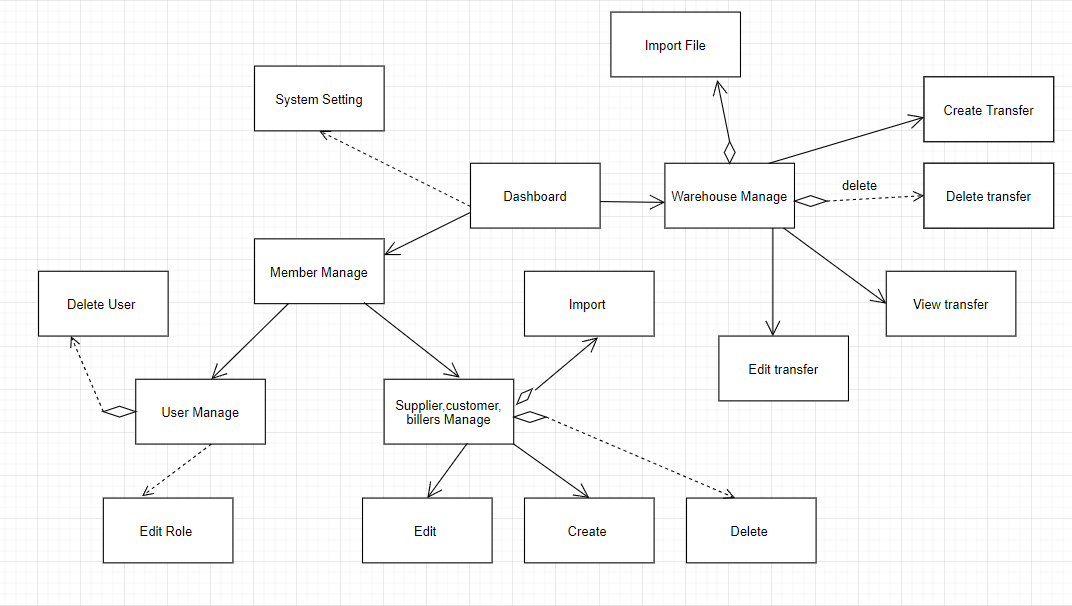 Import File
System Setting
Create Transfer
Dashboard
Warehouse Manage
delete
Delete transfer
Member Manage
Delete User
Import
View transfer
Edit transfer
User Manage
Supplier,customer,
billers Manage
Edit Role
Edit
Create
Delete